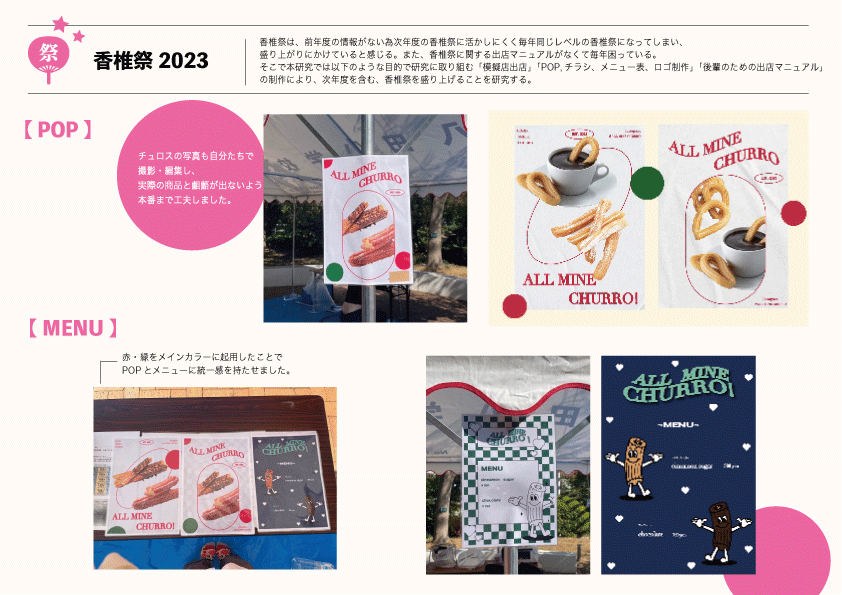 祭
香椎祭 2023
香椎祭は、前年度の情報がない為次年度の香椎祭に活かしにくく毎年同じレベルの香椎祭になってしまい、
盛り上がりにかけていると感じる。また、香椎祭に関する出店マニュアルがなくて毎年困っている。
そこで本研究では以下のような目的で研究に取り組む「模擬店出店」「POP, チラシ、メニュー表、ロゴ制作」「後輩のための出店マニュアル」
の制作により、次年度を含む、香椎祭を盛り上げることを研究する。
【 POP 】
チュロスの写真も自分たちで
撮影・編集し、
実際の商品と齟齬が出ないよう
本番まで工夫しました。
ALL MINE
CHURRO!
ALL MINE
CHURRO!
ALL MINE
CHURRO!
【 MENU 】
赤・緑をメインカラーに起用したことで
POP とメニューに統一感を持たせました。
ALL MINE
CHURRO!
ALL MINE
CHURRO!
ALL MINE
CHURRO!
MENU
ALL MINE
CHURRO!
MENU
cinnamon sugar
chocolate
ALL MINE
CHURRO!
~MENU~
cinnamon sugar
chocolate